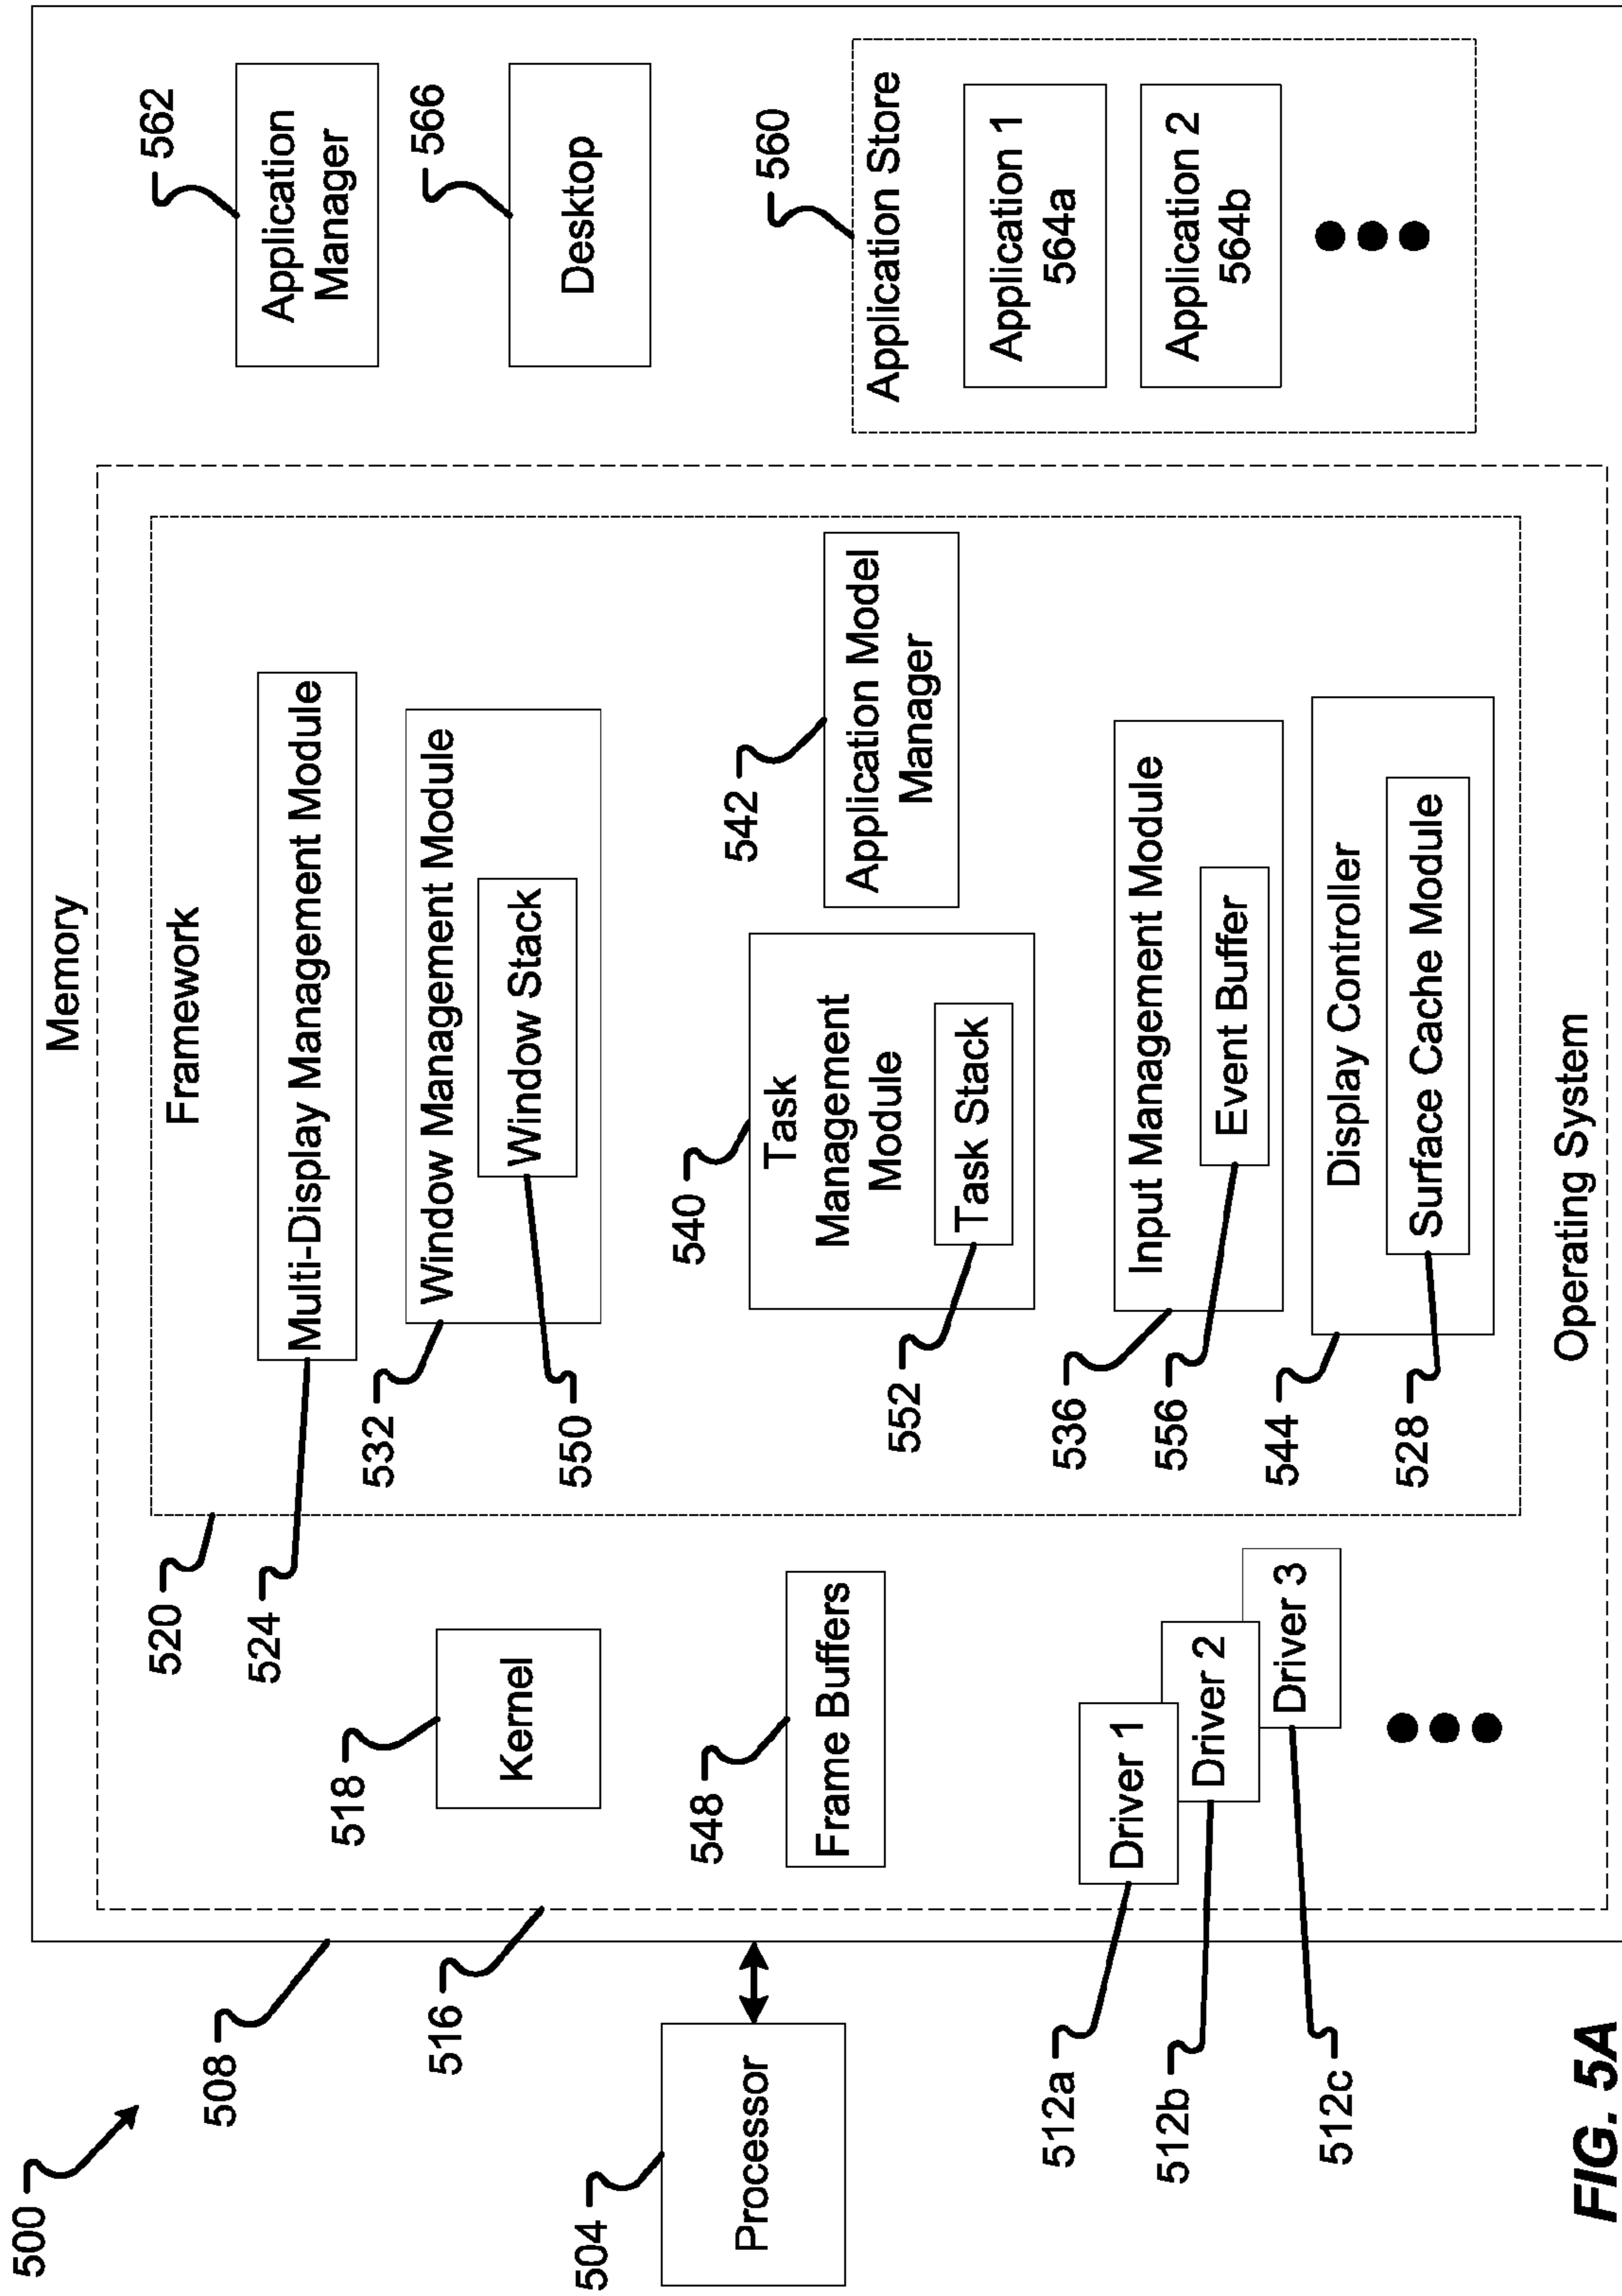 500
508
Memory
516
Operating System
520
Framework
524
Multi-Display Management Module
532
Window Management Module
550
Window Stack
540
Task
Management
Module
552
Task Stack
542
Application Model
Manager
536
Input Management Module
556
Event Buffer
544
Display Controller
528
Surface Cache Module
518
Kernel
548
Frame Buffers
512a
Driver 1
512b
Driver 2
512c
Driver 3
504
Processor
562
Application
Manager
566
Desktop
560
Application Store
Application 1
564a
Application 2
564b
FIG. 5A